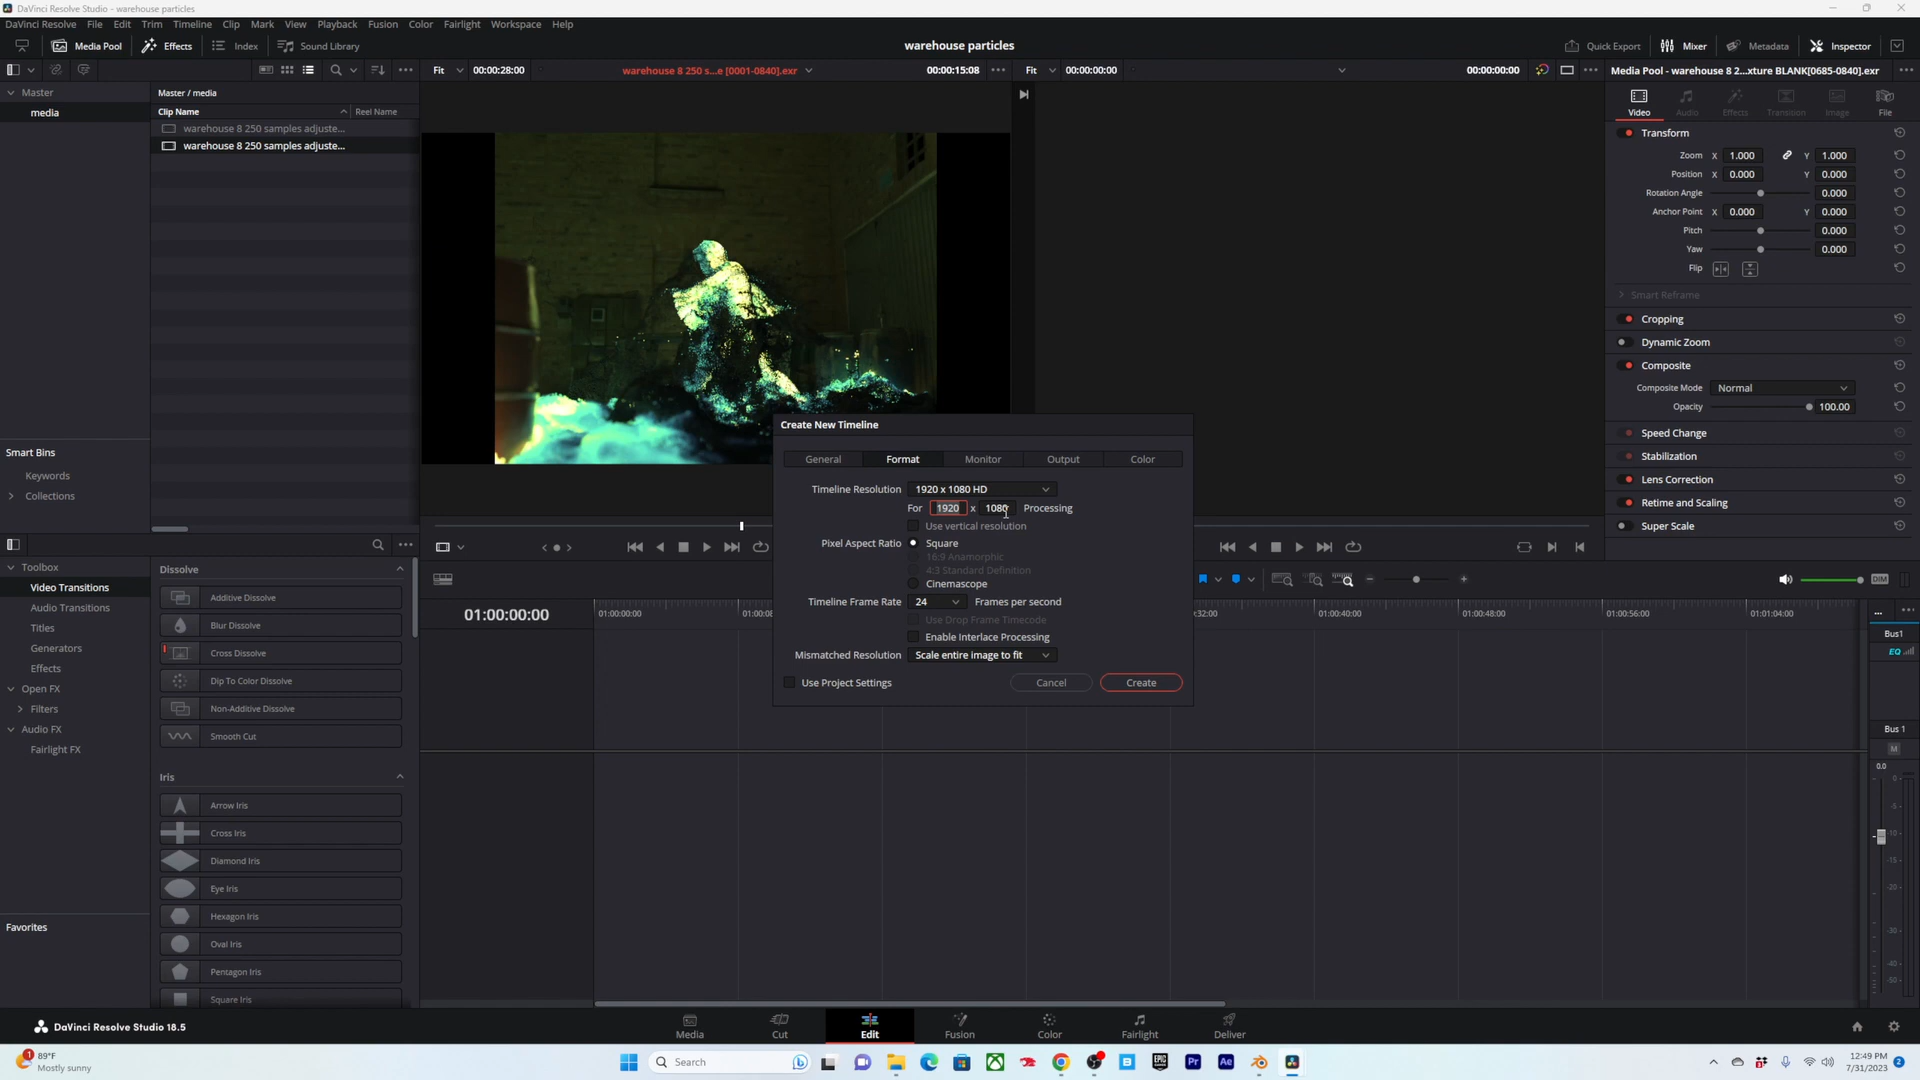 DaVinci Resolve Studio - warehouse particles
DaVinci Resolve File Edit Trim Timeline Clip Mark View Playback Fusion Color Fairlight Workspace Help
Media Pool Effects Index Sound Library
warehouse particles
Quick Export Mixer Metadata Inspector
Fit 00:00:28:00 warehouse 8 250 s...e [0001-0840].exr 00:00:15:08
Fit 00:00:00:00 00:00:00:00
Media Pool - warehouse 8 2...xture BLANK[0685-0840].exr
Master
media
Master / media
Clip Name Reel Name
warehouse 8 250 samples adjuste...
warehouse 8 250 samples adjuste...
Smart Bins
Keywords
Collections
Video Audio Effects Transition Image File
Transform
Zoom X 1.000 Y 1.000
Position X 0.000 Y 0.000
Rotation Angle 0.000
Anchor Point X 0.000 Y 0.000
Pitch 0.000
Yaw 0.000
Flip
Smart Reframe
Cropping
Dynamic Zoom
Composite
Composite Mode Normal
Opacity 100.00
Speed Change
Stabilization
Lens Correction
Retime and Scaling
Super Scale
Create New Timeline
General Format Monitor Output Color
Timeline Resolution 1920 x 1080 HD
For 1920 x 1080 Processing
Use vertical resolution
Pixel Aspect Ratio Square
16:9 Anamorphic
4:3 Standard Definition
Cinemascope
Timeline Frame Rate 24 Frames per second
Use Drop Frame Timecode
Enable Interlace Processing
Mismatched Resolution Scale entire image to fit
Use Project Settings Cancel Create
Toolbox
Video Transitions
Audio Transitions
Titles
Generators
Effects
Open FX
Filters
Audio FX
Fairlight FX
Favorites
Dissolve
Additive Dissolve
Blur Dissolve
Cross Dissolve
Dip To Color Dissolve
Non-Additive Dissolve
Smooth Cut
Iris
Arrow Iris
Cross Iris
Diamond Iris
Eye Iris
Hexagon Iris
Oval Iris
Pentagon Iris
Square Iris
DIM
01:00:00:00
01:00:00:00 01:00:40:00 01:00:48:00 01:00:56:00 01:01:04:00
Bus1
EQ
Bus 1
M
0.0
DaVinci Resolve Studio 18.5
Media Cut Edit Fusion Color Fairlight Deliver
89°F
Mostly sunny
1
Search
EPIC
Pr
Ae
12:49 PM
7/31/2023
2